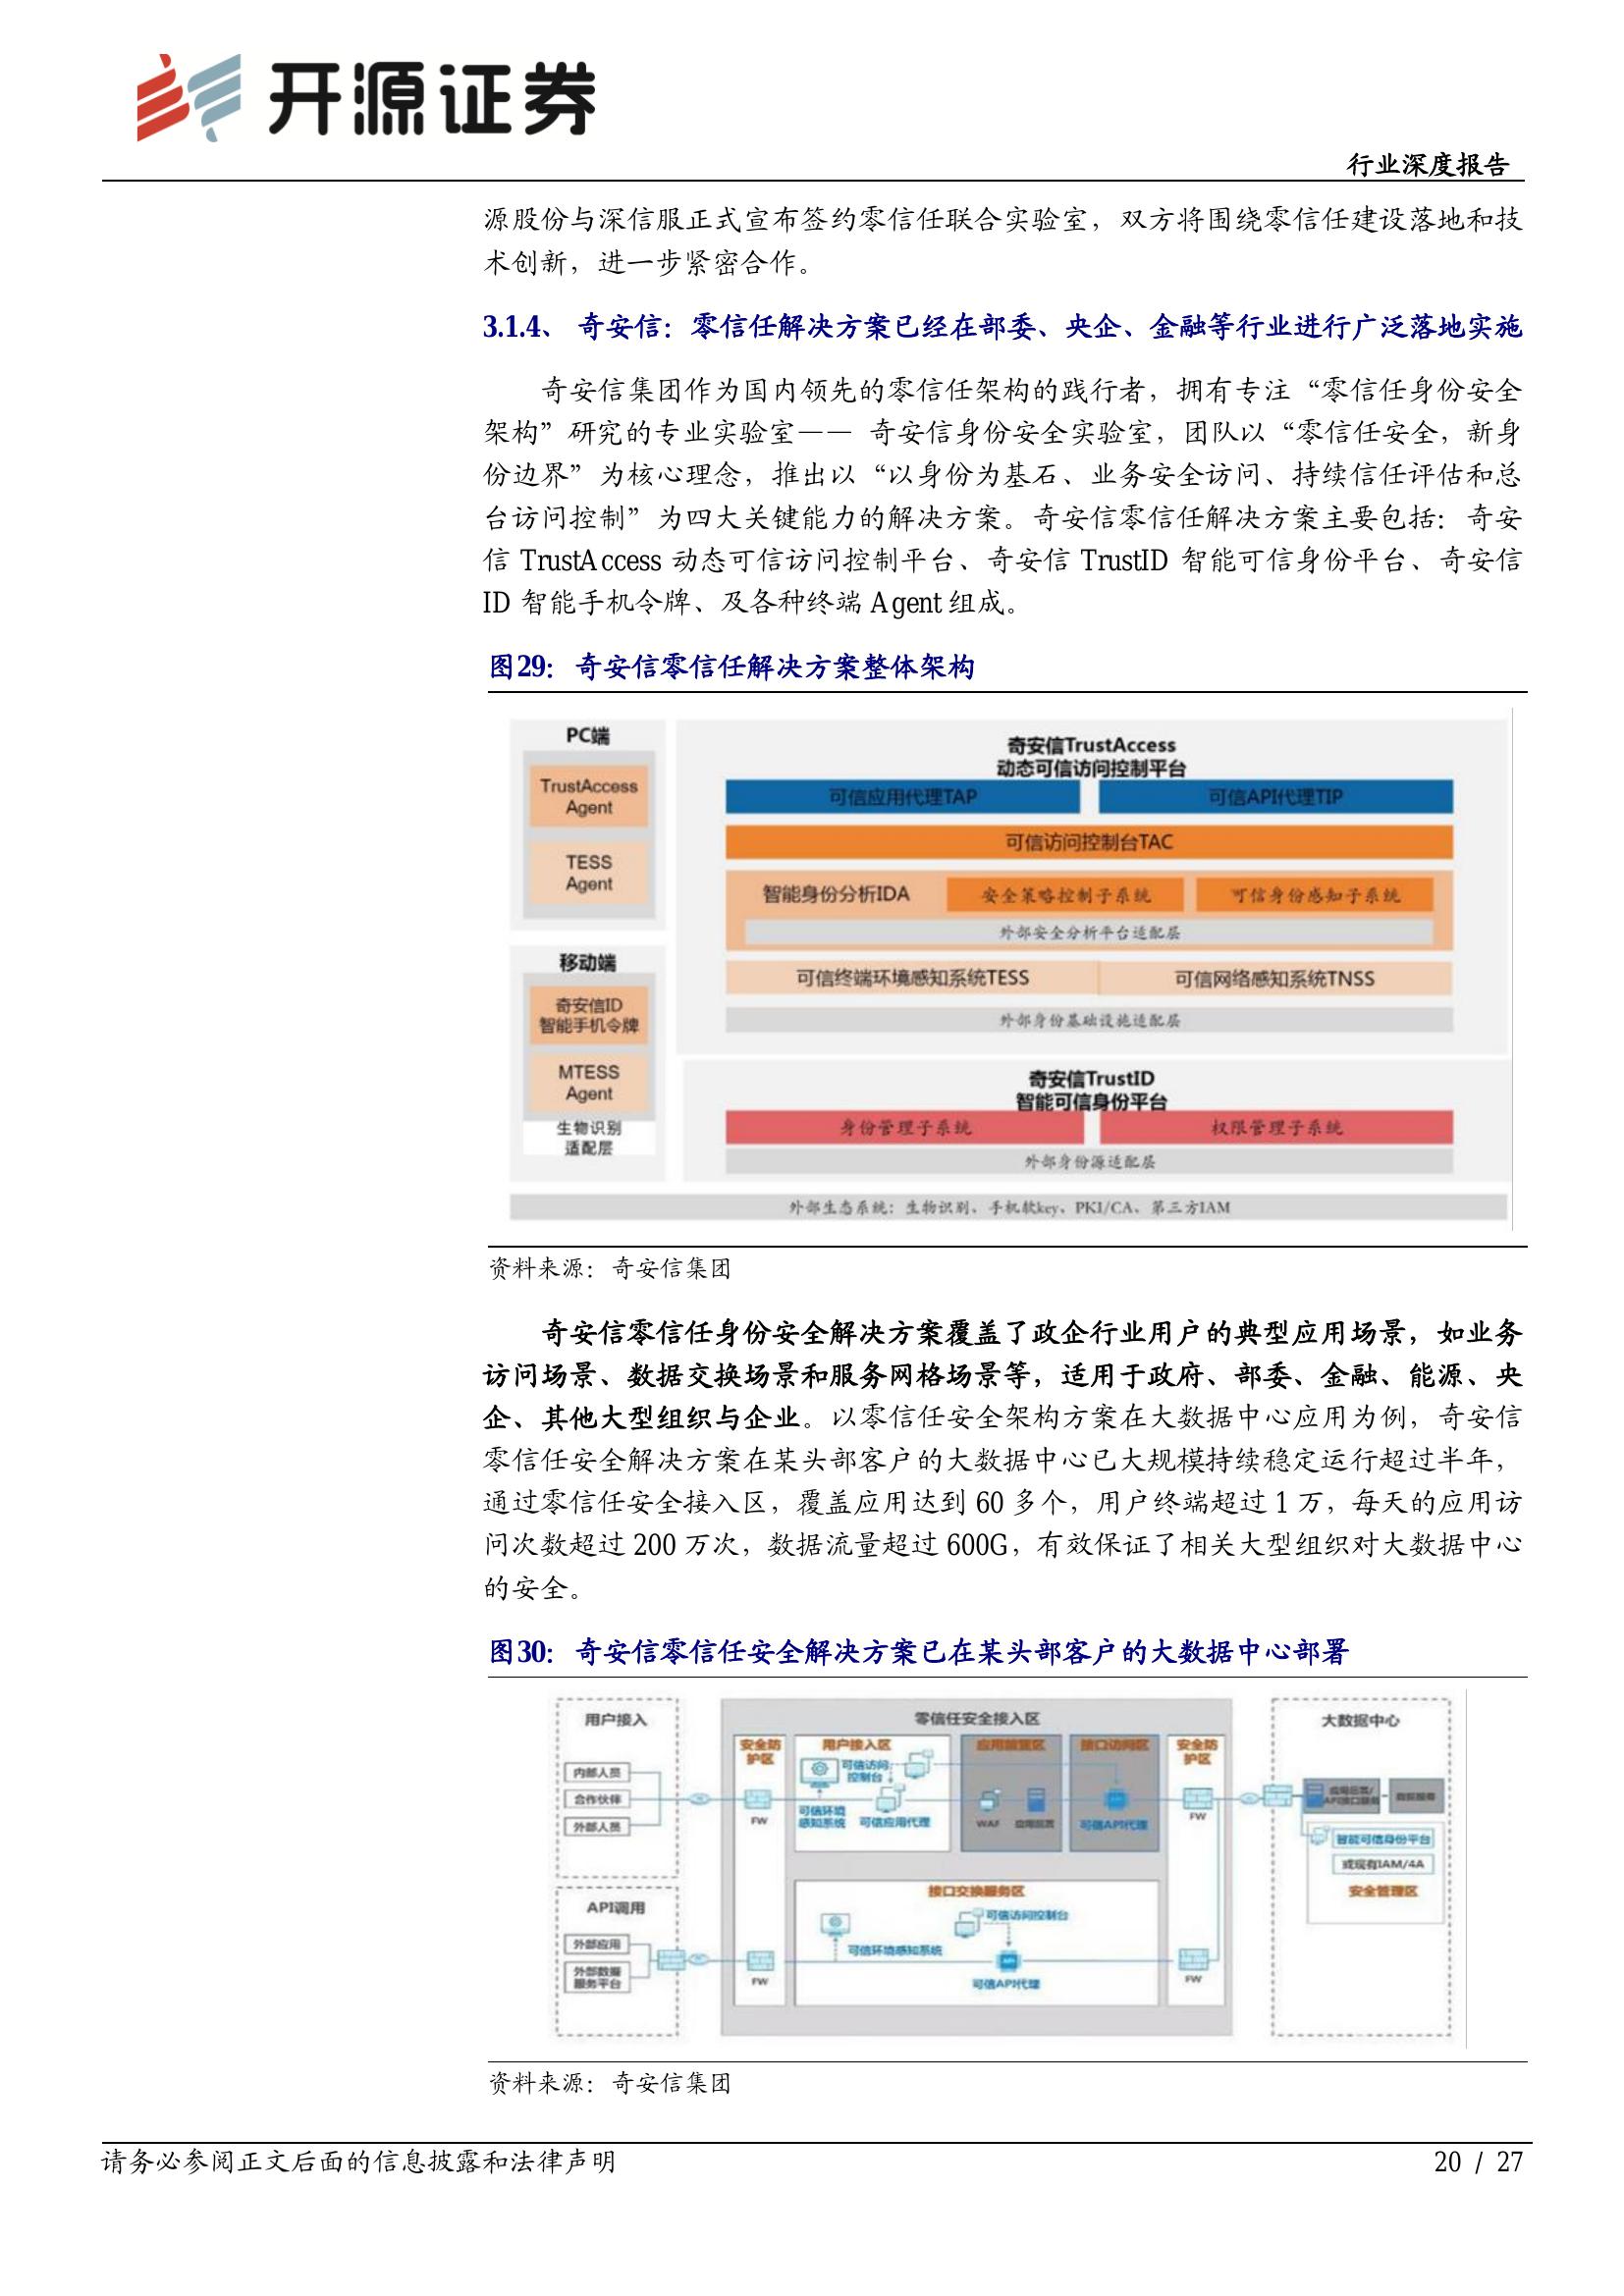 开源证券
行业深度报告
源股份与深信服正式宣布签约零信任联合实验室，双方将围绕零信任建设落地和技
术创新，进一步紧密合作。
3.1.4、 奇安信：零信任解决方案已经在部委、央企、金融等行业进行广泛落地实施
奇安信集团作为国内领先的零信任架构的践行者，拥有专注“零信任身份安全
架构”研究的专业实验室—— 奇安信身份安全实验室，团队以“零信任安全，新身
份边界”为核心理念，推出以“以身份为基石、业务安全访问、持续信任评估和总
台访问控制”为四大关键能力的解决方案。奇安信零信任解决方案主要包括：奇安
信 TrustAccess 动态可信访问控制平台、奇安信 TrustID 智能可信身份平台、奇安信
ID 智能手机令牌、及各种终端 Agent 组成。
图29：奇安信零信任解决方案整体架构
PC端
TrustAccess
Agent
TESS
Agent
移动端
奇安信ID
智能手机令牌
MTESS
Agent
生物识别
适配层
奇安信TrustAccess
动态可信访问控制平台
可信应用代理TAP
可信API代理TIP
可信访问控制台TAC
智能身份分析IDA
安全策略控制子系统
可信身份感知子系统
外部安全分析平台适配层
可信终端环境感知系统TESS
可信网络感知系统TNSS
外部身份基础设施适配层
奇安信TrustID
智能可信身份平台
身份管理子系统
权限管理子系统
外部身份源适配层
外部生态系统：生物识别、手机软key、PKI/CA、第三方IAM
资料来源：奇安信集团
奇安信零信任身份安全解决方案覆盖了政企行业用户的典型应用场景，如业务
访问场景、数据交换场景和服务网格场景等，适用于政府、部委、金融、能源、央
企、其他大型组织与企业。以零信任安全架构方案在大数据中心应用为例，奇安信
零信任安全解决方案在某头部客户的大数据中心已大规模持续稳定运行超过半年，
通过零信任安全接入区，覆盖应用达到 60 多个，用户终端超过 1 万，每天的应用访
问次数超过 200 万次，数据流量超过 600G，有效保证了相关大型组织对大数据中心
的安全。
图30：奇安信零信任安全解决方案已在某头部客户的大数据中心部署
用户接入
内部人员
合作伙伴
外部人员
API调用
外部应用
外部数据
服务平台
零信任安全接入区
安全防
护区
FW
FW
用户接入区
可信访问
控制台
可信环境
感知系统
可信应用代理
WAF
接口访问区
可信API代理
接口交换服务区
可信访问控制台
可信环境感知系统
可信API代理
安全防
护区
FW
FW
大数据中心
智能可信身份平台
或现有IAM/4A
安全管理区
资料来源：奇安信集团
请务必参阅正文后面的信息披露和法律声明
20 / 27